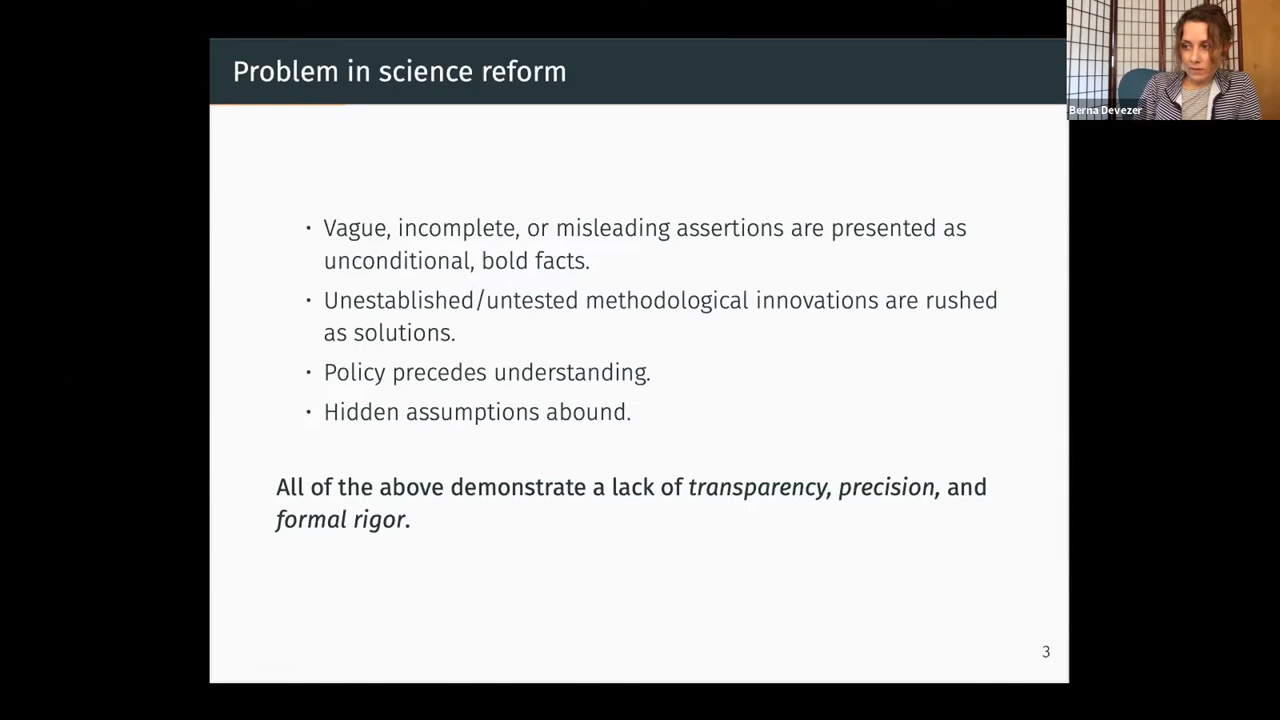 Problem in science reform
Berna Devezer
• Vague, incomplete, or misleading assertions are presented as
unconditional, bold facts.
• Unestablished/untested methodological innovations are rushed
as solutions.
• Policy precedes understanding.
• Hidden assumptions abound.
All of the above demonstrate a lack of transparency, precision, and
formal rigor.
3